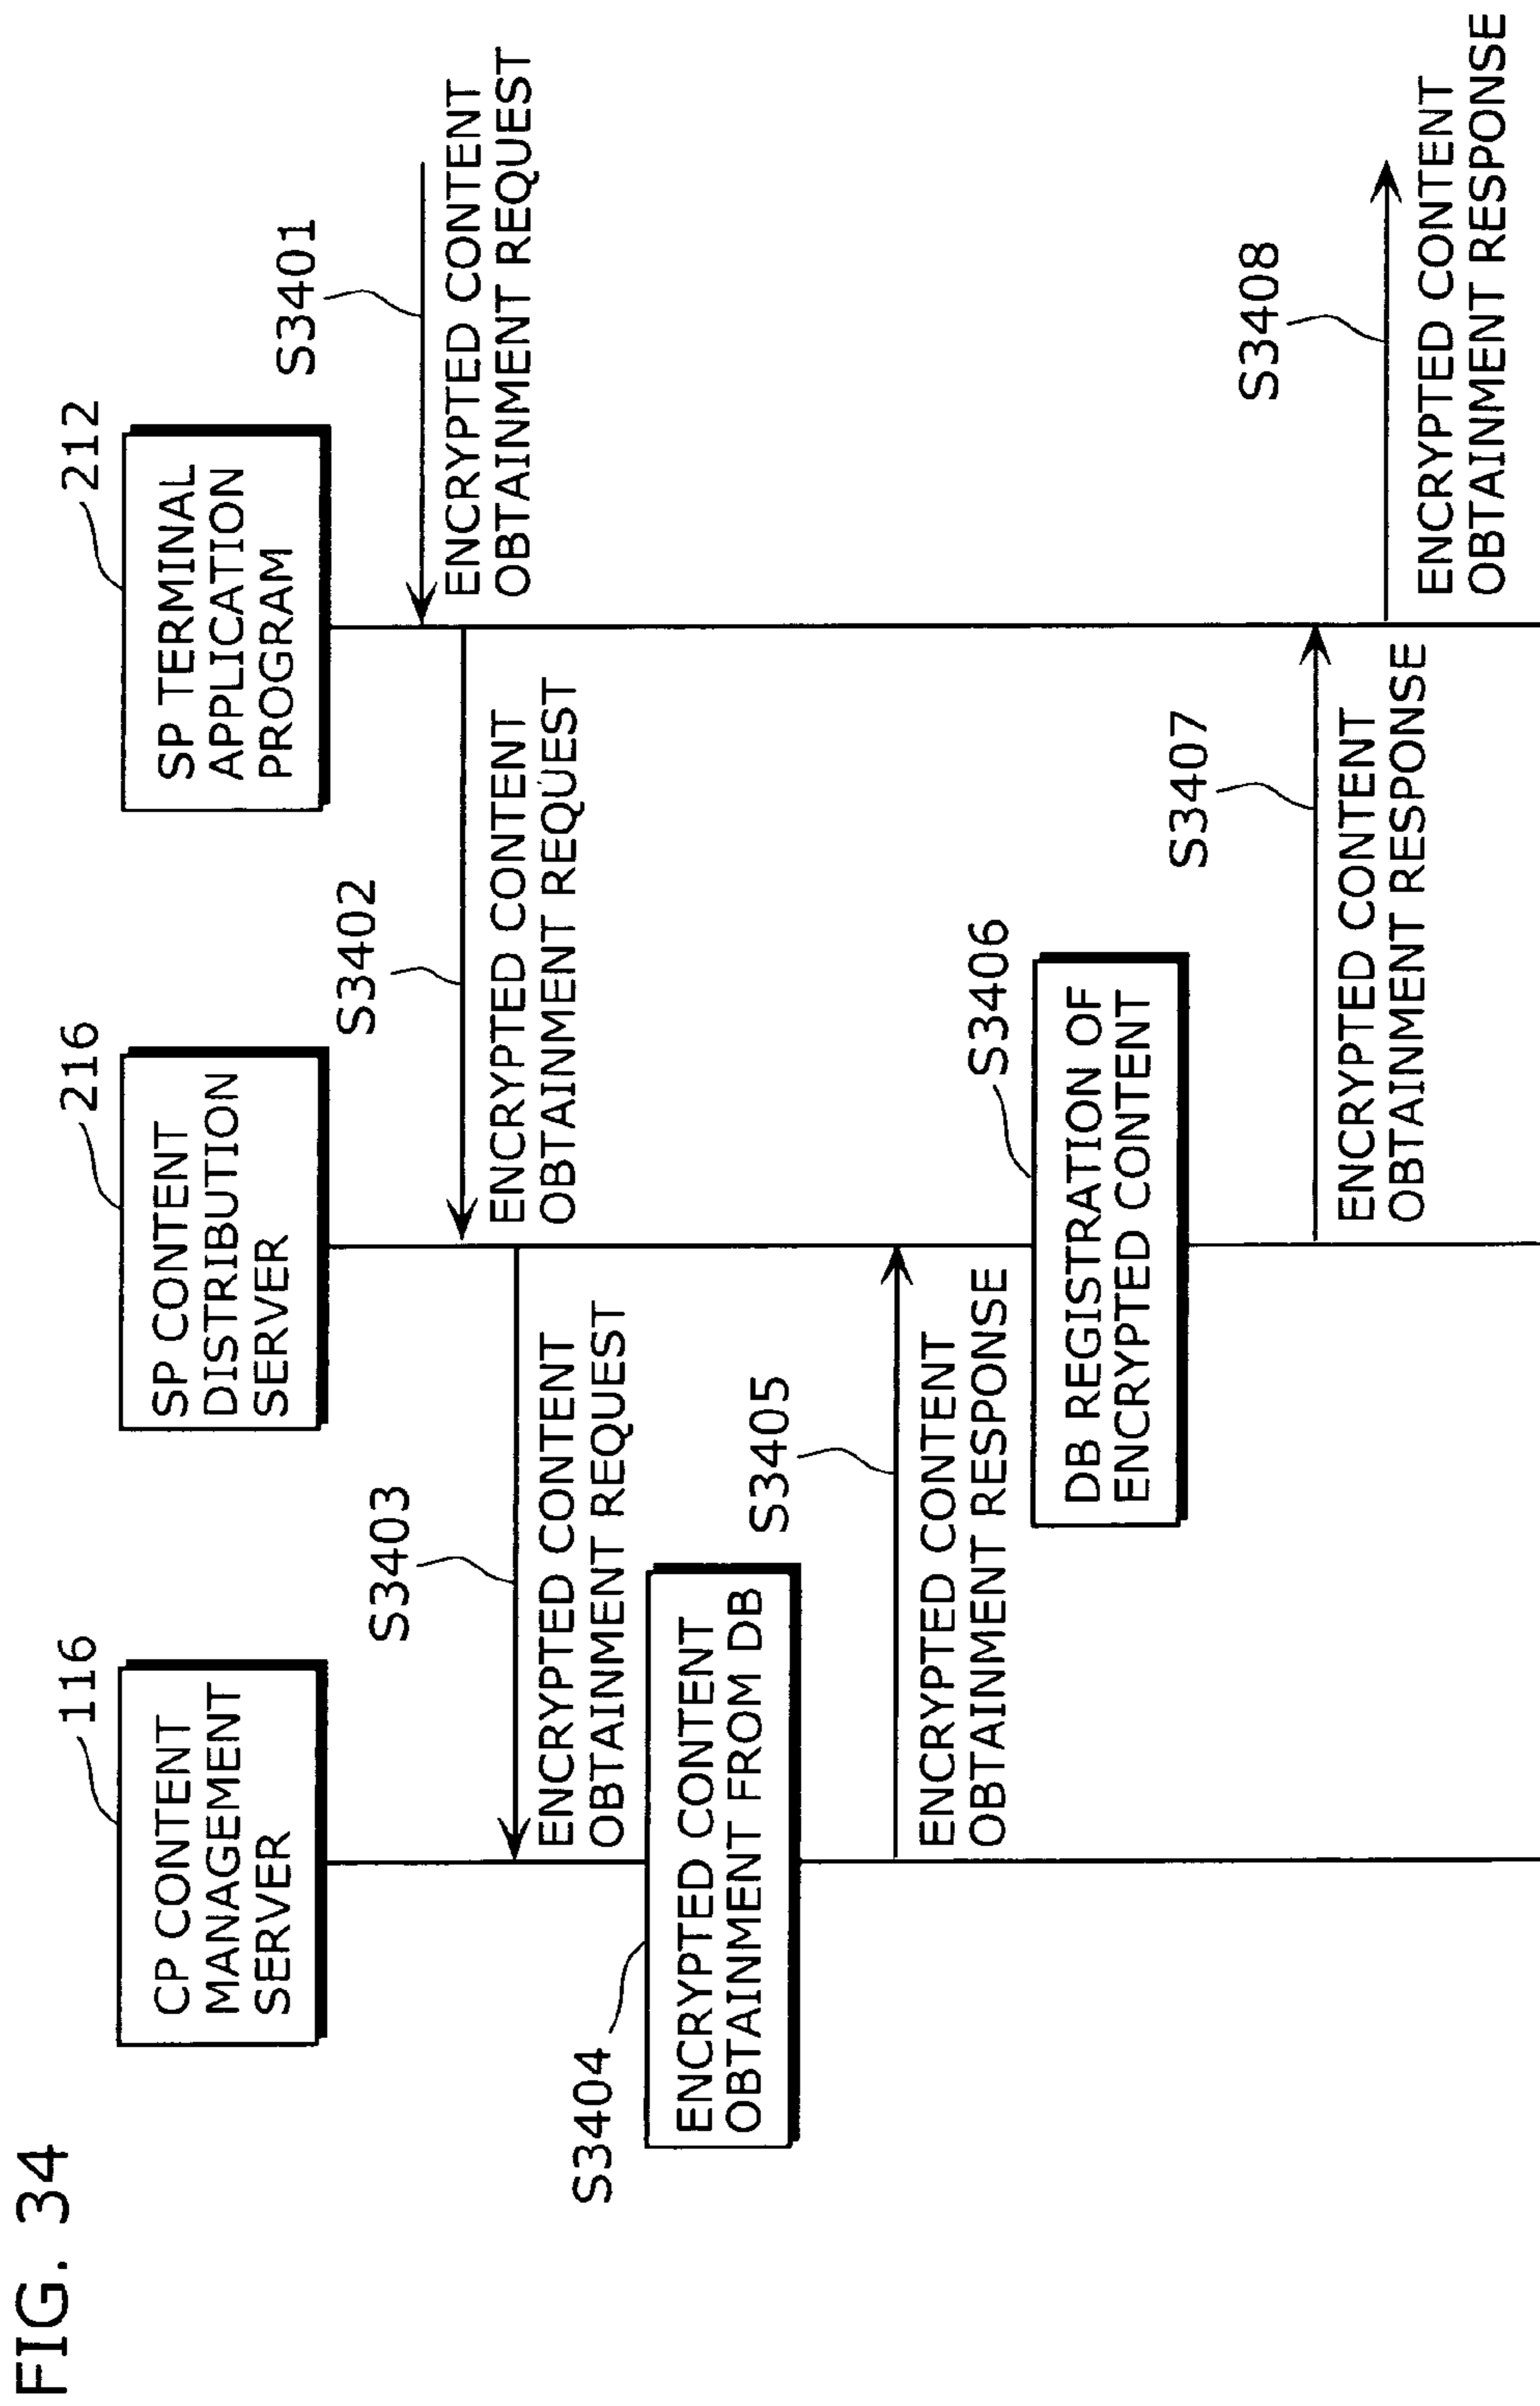 FIG. 34
116
CP CONTENT
MANAGEMENT
SERVER
216
SP CONTENT
DISTRIBUTION
SERVER
212
SP TERMINAL
APPLICATION
PROGRAM
S3401
ENCRYPTED CONTENT
OBTAINMENT REQUEST
S3402
ENCRYPTED CONTENT
OBTAINMENT REQUEST
S3403
ENCRYPTED CONTENT
OBTAINMENT REQUEST
S3404
ENCRYPTED CONTENT
OBTAINMENT FROM DB
S3405
ENCRYPTED CONTENT
OBTAINMENT RESPONSE
S3406
DB REGISTRATION OF
ENCRYPTED CONTENT
S3407
ENCRYPTED CONTENT
OBTAINMENT RESPONSE
S3408
ENCRYPTED CONTENT
OBTAINMENT RESPONSE